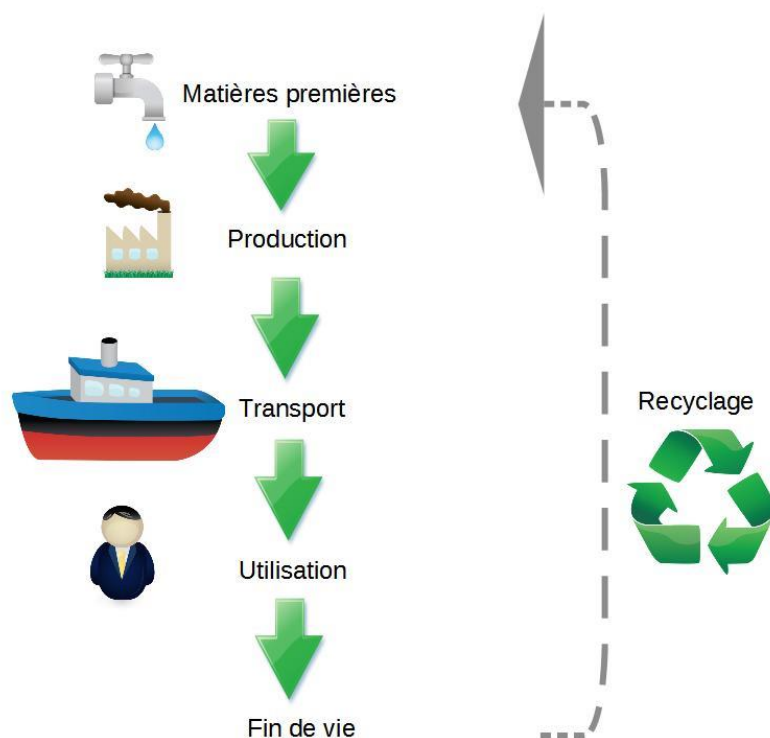 Matières premières
Production
Transport
Recyclage
Utilisation
Fin de vie